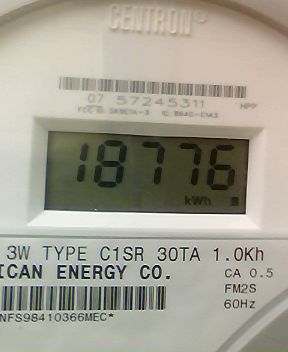 CENTRON®
07 57245311
HPP
18776
kWh
3W TYPE C1SR 30TA 1.0Kh
ICAN ENERGY CO.
CA 0.5
FM2S
60Hz
NFS98410366MEC*